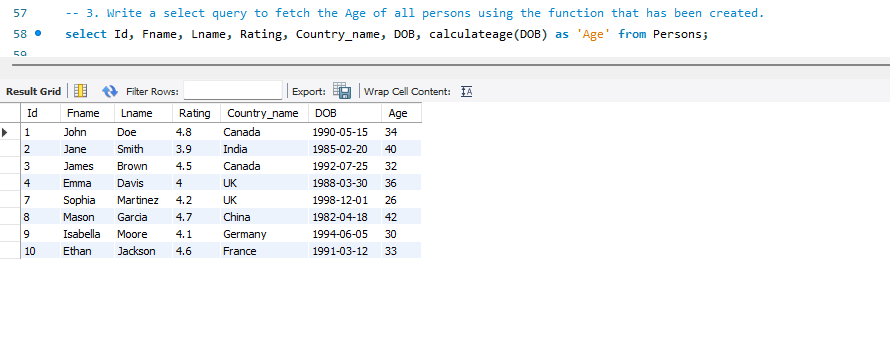 57 -- 3. Write a select query to fetch the Age of all persons using the function that has been created.
58 select Id, Fname, Lname, Rating, Country_name, DOB, calculateage(DOB) as 'Age' from Persons;
59
Result Grid Filter Rows: Export: Wrap Cell Content: IA
Id Fname Lname Rating Country_name DOB Age
1 John Doe 4.8 Canada 1990-05-15 34
2 Jane Smith 3.9 India 1985-02-20 40
3 James Brown 4.5 Canada 1992-07-25 32
4 Emma Davis 4 UK 1988-03-30 36
7 Sophia Martinez 4.2 UK 1998-12-01 26
8 Mason Garcia 4.7 China 1982-04-18 42
9 Isabella Moore 4.1 Germany 1994-06-05 30
10 Ethan Jackson 4.6 France 1991-03-12 33